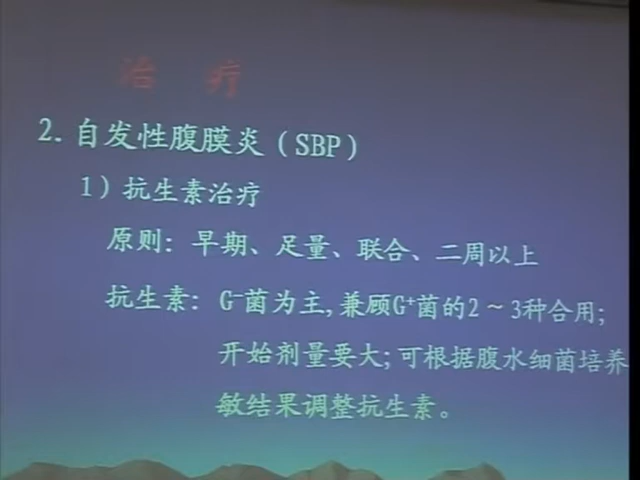 治 疗
2. 自发性腹膜炎（SBP）
1）抗生素治疗
原则：早期、足量、联合、二周以上
抗生素：G⁻菌为主,兼顾G⁺菌的2～3种合用;
开始剂量要大;可根据腹水细菌培养
敏结果调整抗生素。